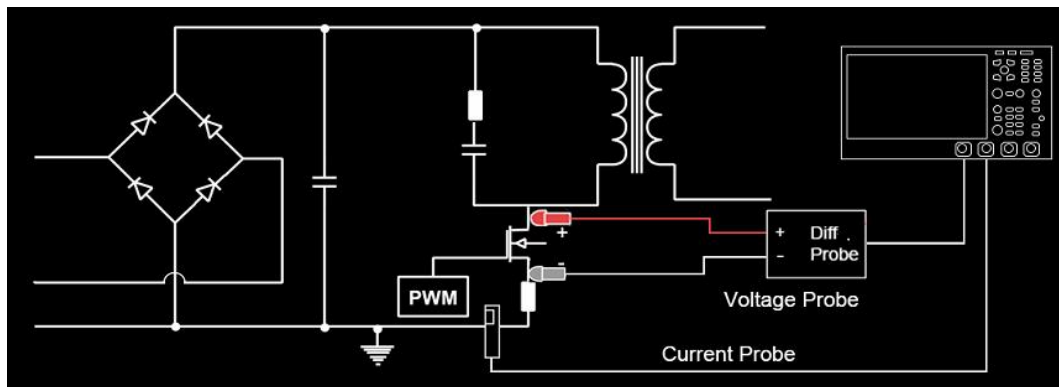 +
-
+ Diff .
- Probe
PWM
Voltage Probe
Current Probe